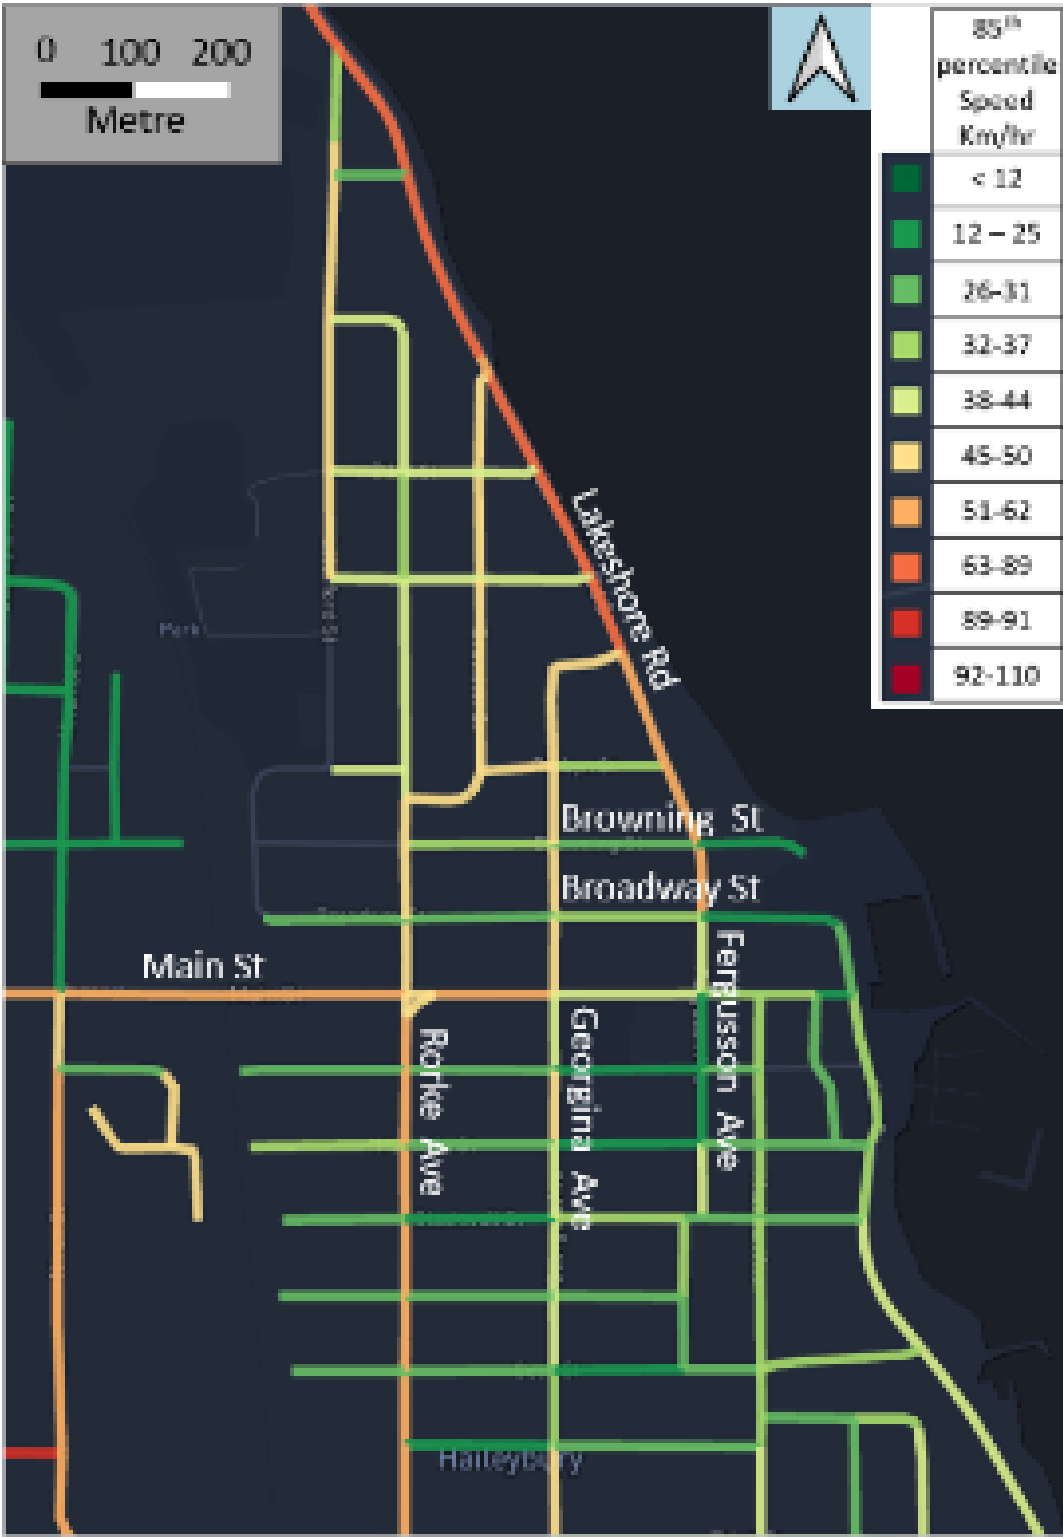 0 100 200
Metre
85th
percentile
Speed
Km/hr
< 12
12 – 25
26-31
32-37
38-44
45-50
51-62
63-89
89-91
92-110
Lakeshore Rd
Park
Browning St
Broadway St
Main St
Fergusson Ave
Rorke Ave
Georgina Ave
Haileybury